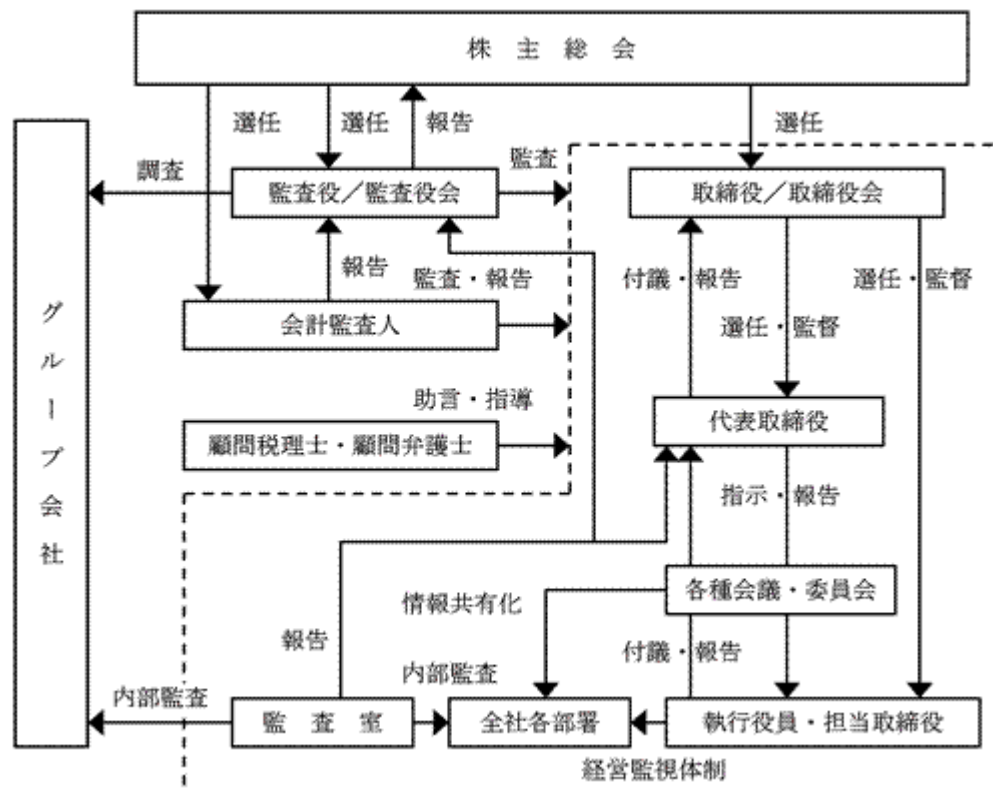 株主総会
選任
選任
報告
選任
調査
監査
監査役／監査役会
取締役／取締役会
報告
監査・報告
付議・報告
選任・監督
会計監査人
選任・監督
グループ会社
助言・指導
代表取締役
顧問税理士・顧問弁護士
指示・報告
各種会議・委員会
情報共有化
報告
付議・報告
内部監査
内部監査
監査室
全社各部署
執行役員・担当取締役
経営監視体制